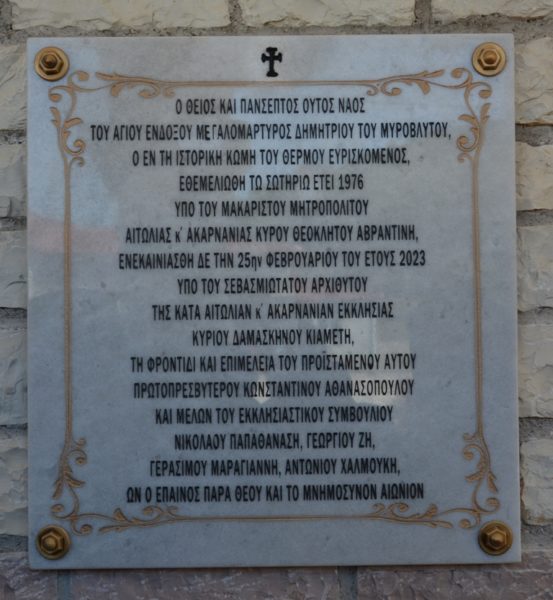 Ο ΘΕΙΟΣ ΚΑΙ ΠΑΝΣΕΠΤΟΣ ΟΥΤΟΣ ΝΑΟΣ
ΤΟΥ ΑΓΙΟΥ ΕΝΔΟΞΟΥ ΜΕΓΑΛΟΜΑΡΤΥΡΟΣ ΔΗΜΗΤΡΙΟΥ ΤΟΥ ΜΥΡΟΒΛΥΤΟΥ,
Ο ΕΝ ΤΗ ΙΣΤΟΡΙΚΗ ΚΩΜΗ ΤΟΥ ΘΕΡΜΟΥ ΕΥΡΙΣΚΟΜΕΝΟΣ,
ΕΘΕΜΕΛΙΩΘΗ ΤΩ ΣΩΤΗΡΙΩ ΕΤΕΙ 1976
ΥΠΟ ΤΟΥ ΜΑΚΑΡΙΣΤΟΥ ΜΗΤΡΟΠΟΛΙΤΟΥ
ΑΙΤΩΛΙΑΣ κ΄ ΑΚΑΡΝΑΝΙΑΣ ΚΥΡΟΥ ΘΕΟΚΛΗΤΟΥ ΑΒΡΑΝΤΙΝΗ,
ΕΝΕΚΑΙΝΙΑΣΘΗ ΔΕ ΤΗΝ 25ην ΦΕΒΡΟΥΑΡΙΟΥ ΤΟΥ ΕΤΟΥΣ 2023
ΥΠΟ ΤΟΥ ΣΕΒΑΣΜΙΩΤΑΤΟΥ ΑΡΧΙΘΥΤΟΥ
ΤΗΣ ΚΑΤΑ ΑΙΤΩΛΙΑΝ κ΄ ΑΚΑΡΝΑΝΙΑΝ ΕΚΚΛΗΣΙΑΣ
ΚΥΡΙΟΥ ΔΑΜΑΣΚΗΝΟΥ ΚΙΑΜΕΤΗ,
ΤΗ ΦΡΟΝΤΙΔΙ ΚΑΙ ΕΠΙΜΕΛΕΙΑ ΤΟΥ ΠΡΟΪΣΤΑΜΕΝΟΥ ΑΥΤΟΥ
ΠΡΩΤΟΠΡΕΣΒΥΤΕΡΟΥ ΚΩΝΣΤΑΝΤΙΝΟΥ ΑΘΑΝΑΣΟΠΟΥΛΟΥ
ΚΑΙ ΜΕΛΩΝ ΤΟΥ ΕΚΚΛΗΣΙΑΣΤΙΚΟΥ ΣΥΜΒΟΥΛΙΟΥ
ΝΙΚΟΛΑΟΥ ΠΑΠΑΘΑΝΑΣΗ, ΓΕΩΡΓΙΟΥ ΖΗ,
ΓΕΡΑΣΙΜΟΥ ΜΑΡΑΓΙΑΝΝΗ, ΑΝΤΩΝΙΟΥ ΧΑΛΜΟΥΚΗ,
ΩΝ Ο ΕΠΑΙΝΟΣ ΠΑΡΑ ΘΕΟΥ ΚΑΙ ΤΟ ΜΝΗΜΟΣΥΝΟΝ ΑΙΩΝΙΟΝ